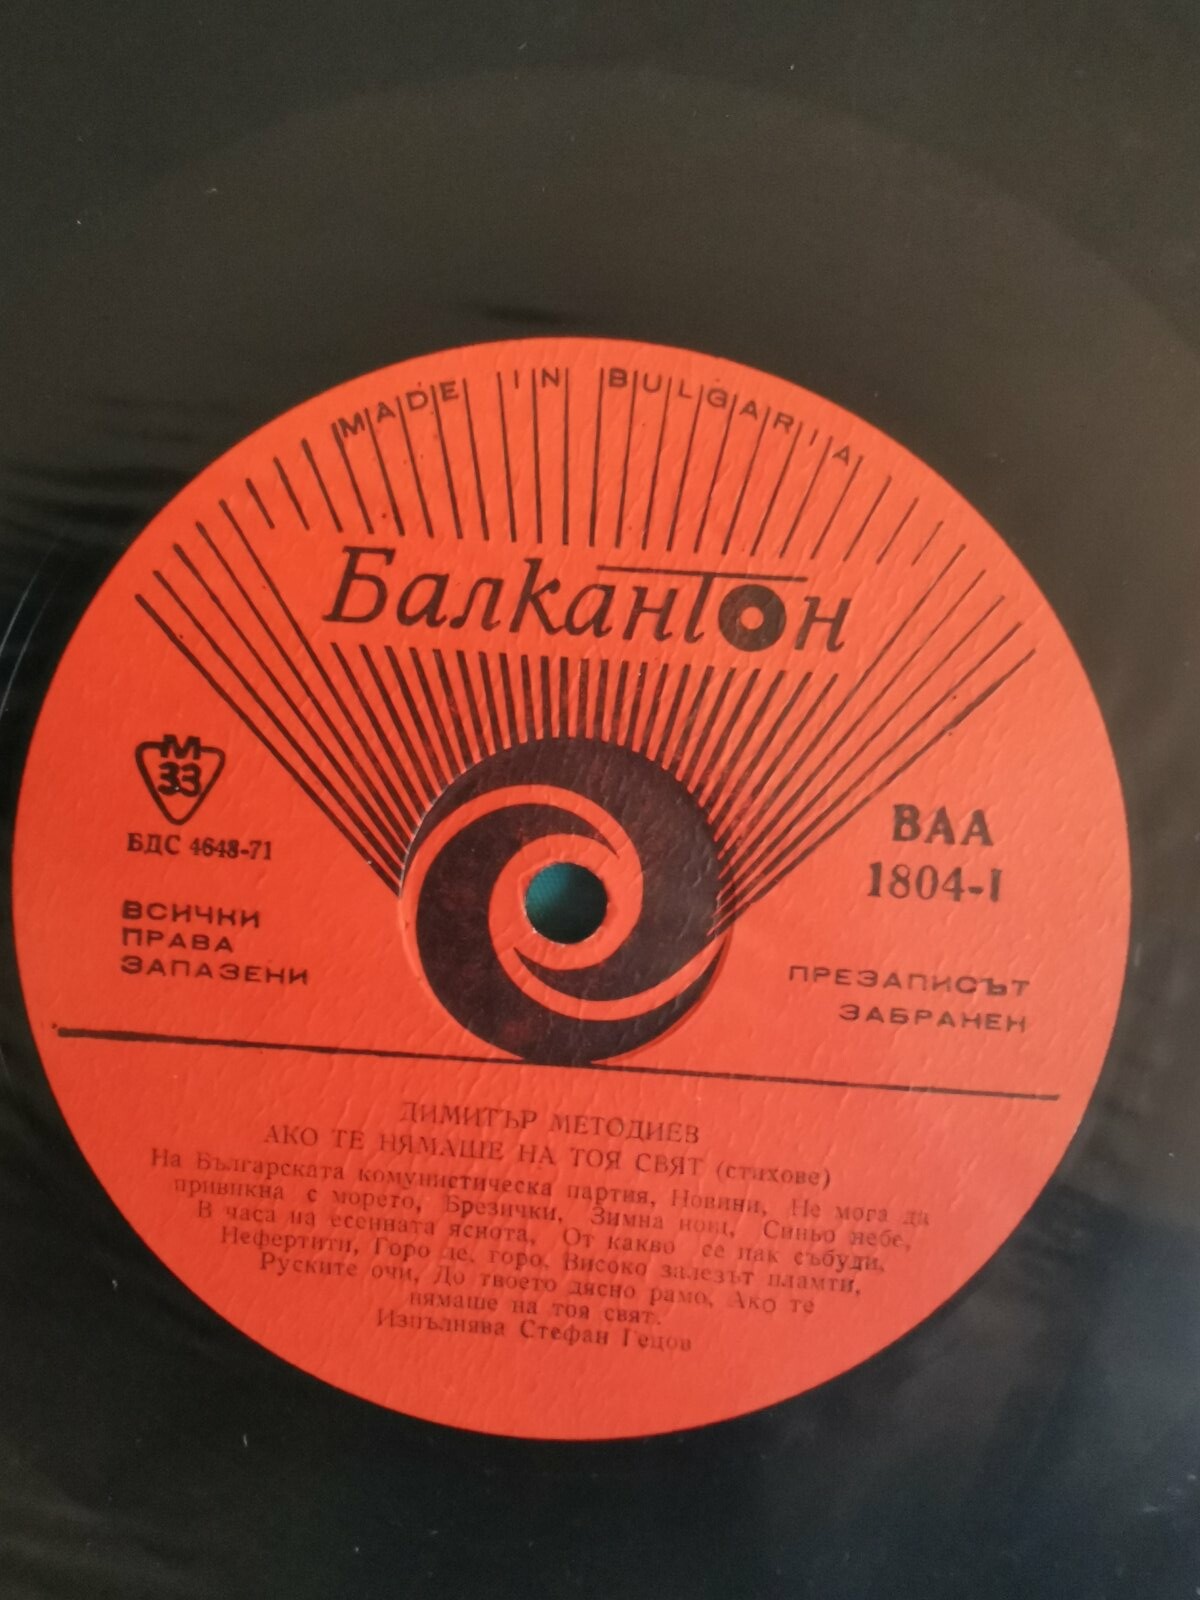 MADE IN BULGARIA
Балкантон
М
33
БДС 4648-71
ВСИЧКИ
ПРАВА
ЗАПАЗЕНИ
ВАА
1804-I
ПРЕЗАПИСЪТ
ЗАБРАНЕН
ДИМИТЪР МЕТОДИЕВ
АКО ТЕ НЯМАШЕ НА ТОЯ СВЯТ (стихове)
На Българската комунистическа партия, Новини, Не мога да
привикна с морето, Брезички, Зимна нощ, Синьо небе,
В часа на есенната яснота, От какво се пак събуди,
Нефертити, Горо ле, горо, Високо залезът пламти,
Руските очи, До твоето дясно рамо, Ако те
нямаше на тоя свят.
Изпълнява Стефан Гецов